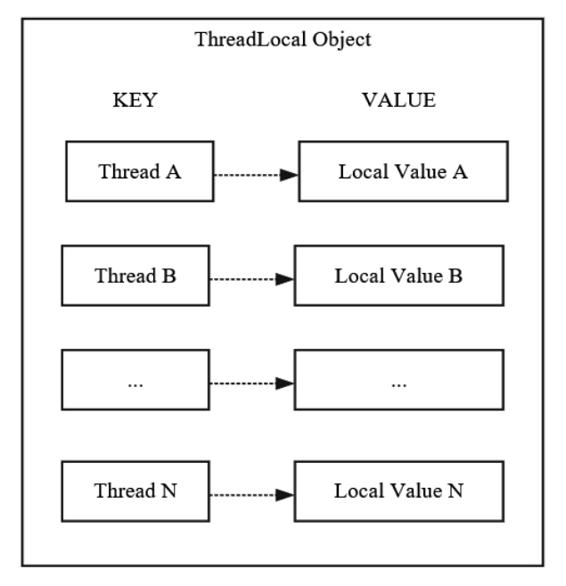 ThreadLocal Object
KEY VALUE
Thread A Local Value A
Thread B Local Value B
... ...
Thread N Local Value N